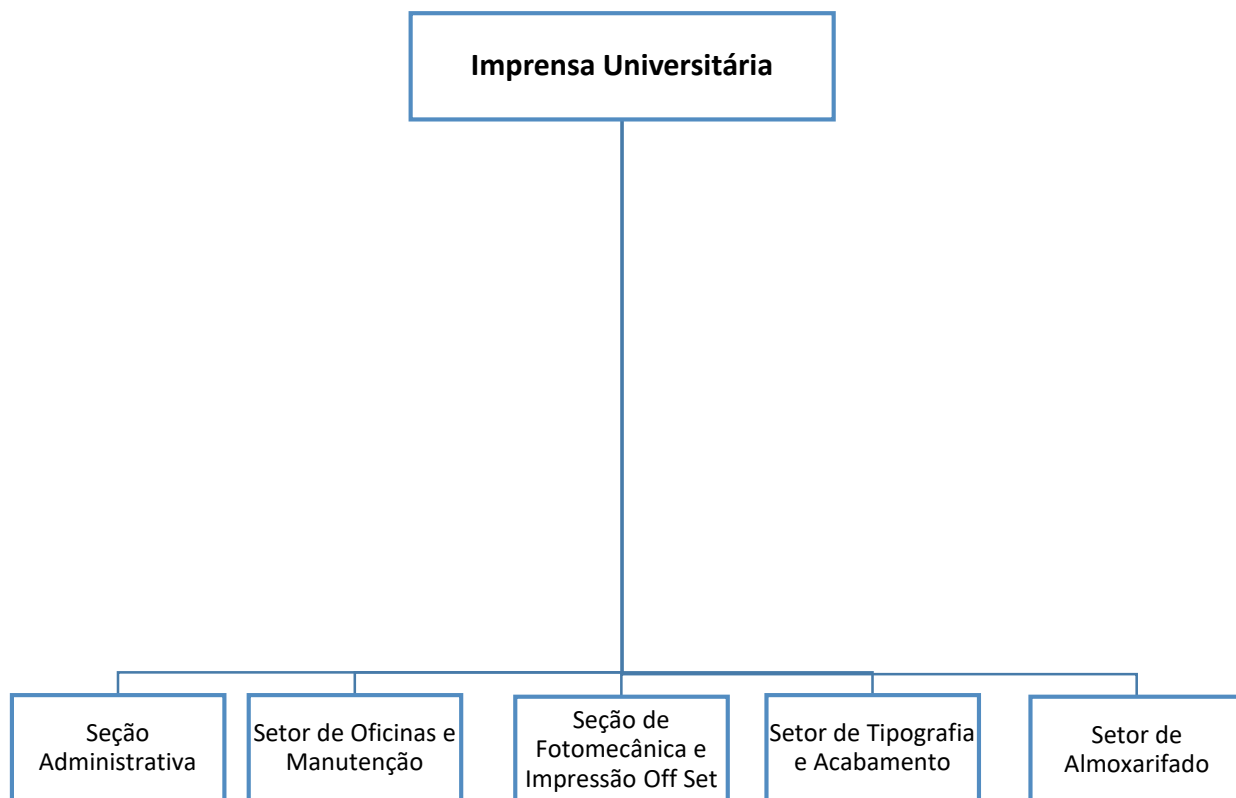 Imprensa Universitária
Seção
Administrativa
Setor de Oficinas e
Manutenção
Seção de
Fotomecânica e
Impressão Off Set
Setor de Tipografia
e Acabamento
Setor de
Almoxarifado